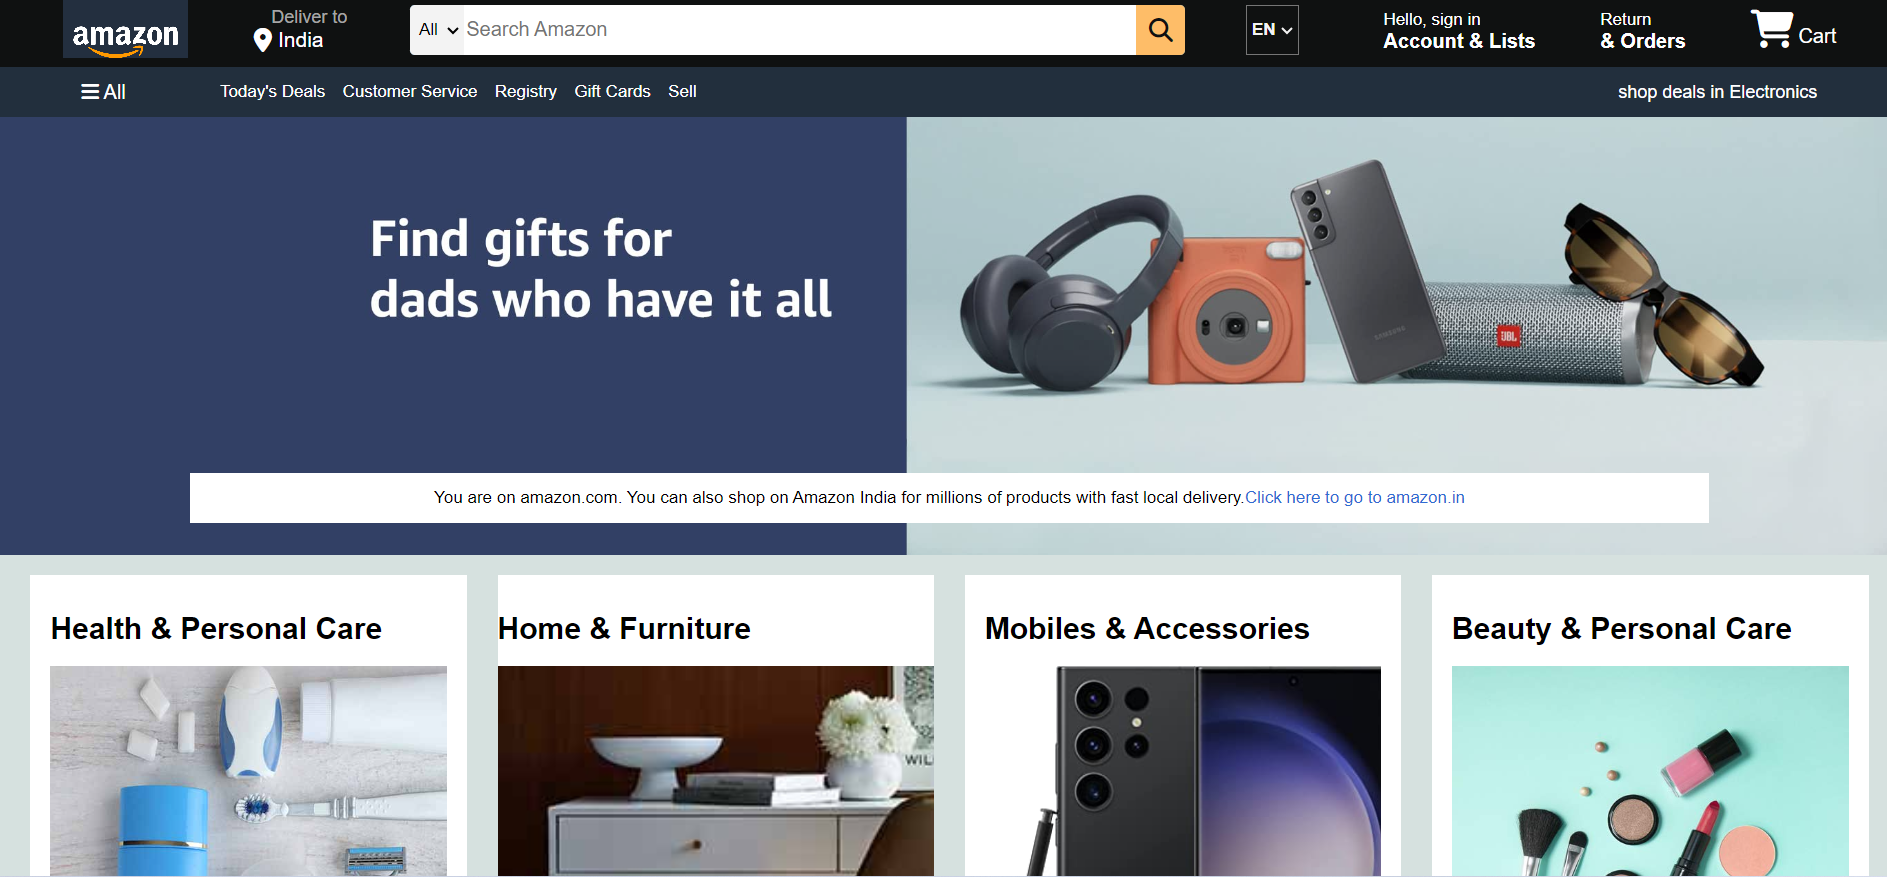 amazon
Deliver to
India
All
Search Amazon
EN
Hello, sign in
Account & Lists
Return
& Orders
Cart
All
Today's Deals
Customer Service
Registry
Gift Cards
Sell
shop deals in Electronics
Find gifts for
dads who have it all
SAMSUNG
JBL
You are on amazon.com. You can also shop on Amazon India for millions of products with fast local delivery.Click here to go to amazon.in
Health & Personal Care
Home & Furniture
Mobiles & Accessories
Beauty & Personal Care
WIL